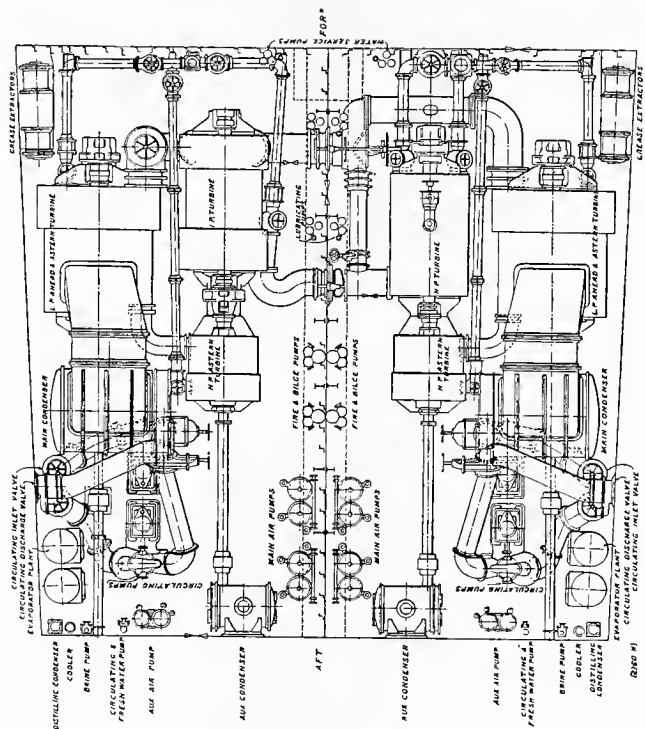 FOR^D
WATER SERVICE PUMPS
GREASE EXTRACTORS
L.P. AHEAD & ASTERN TURBINE
TURBINE
LUBRICATING
H P TURBINE
L.P. AHEAD & ASTERN TURBINE
GREASE EXTRACTORS
H P ASTERN
TURBINE
H P ASTERN
TURBINE
FIRE & BILGE PUMPS
FIRE & BILGE PUMPS
MAIN CONDENSER
MAIN CONDENSER
MAIN AIR PUMPS
MAIN AIR PUMPS
CIRCULATING PUMPS
CIRCULATING PUMPS
CIRCULATING INLET VALVE
CIRCULATING DISCHARGE VALVE
EVAPORATOR PLANT
EVAPORATOR PLANT
CIRCULATING DISCHARGE VALVE
CIRCULATING INLET VALVE
DISTILLING CONDENSER
COOLER
BRINE PUMP
CIRCULATING &
FRESH WATER PUMP
AUX AIR PUMP
AUX CONDENSER
AFT
AUX CONDENSER
AUX AIR PUMP
CIRCULATING &
FRESH WATER PUMP
BRINE PUMP
COOLER
DISTILLING
CONDENSER